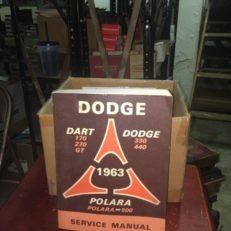 DODGE
DART DODGE
170 330
270 440
GT
1963
POLARA
POLARA-500
SERVICE MANUAL